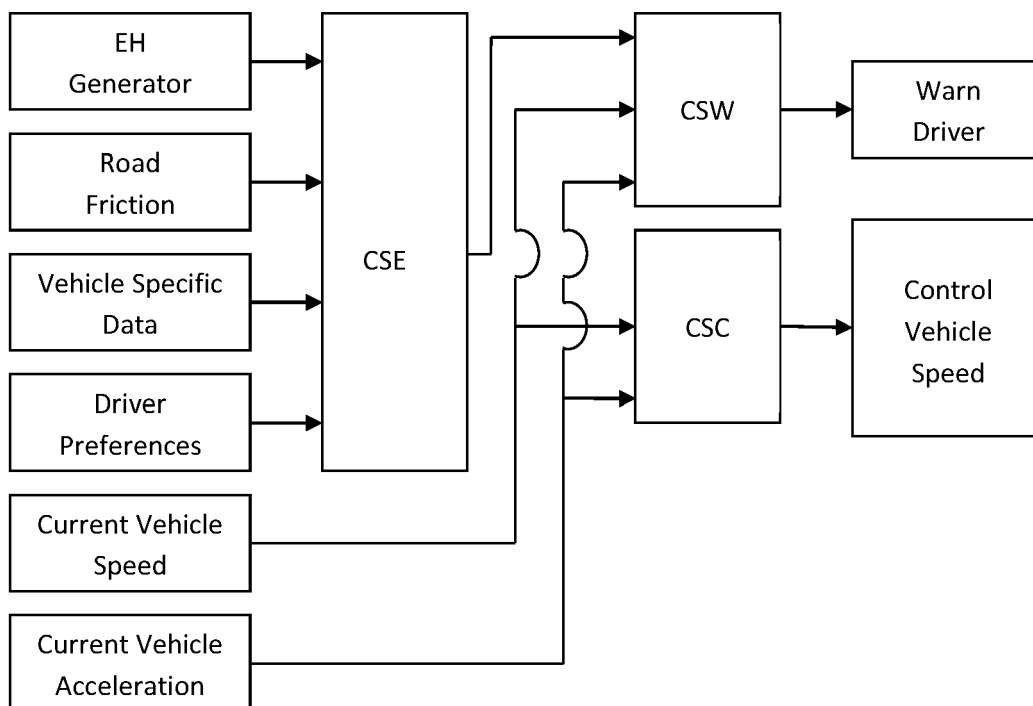 EH
Generator
Road
Friction
Vehicle Specific
Data
Driver
Preferences
Current Vehicle
Speed
Current Vehicle
Acceleration
CSE
CSW
CSC
Warn
Driver
Control
Vehicle
Speed